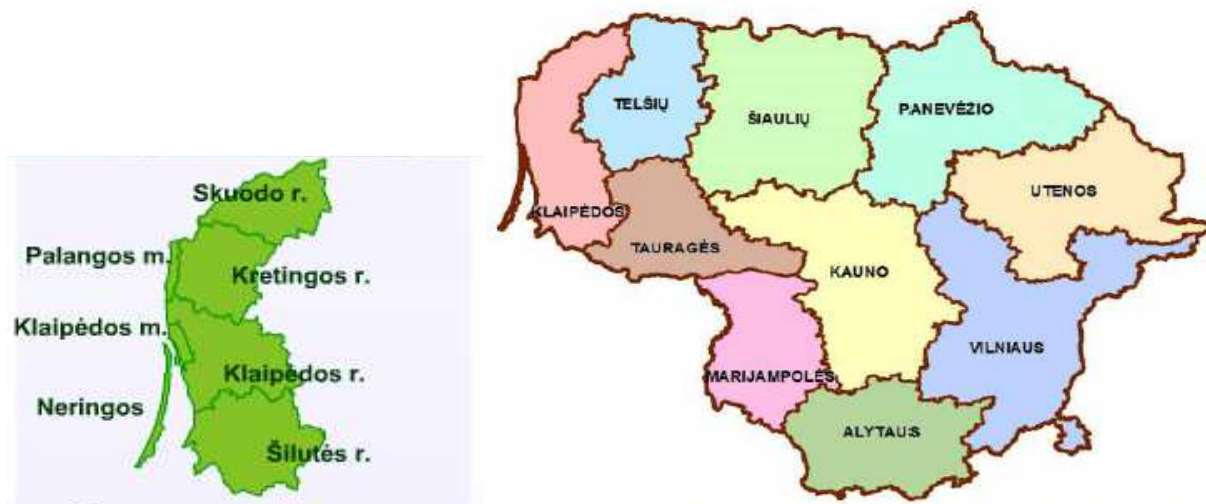 Skuodo r.
Palangos m.
Kretingos r.
Klaipėdos m.
Klaipėdos r.
Neringos
Šilutės r.
TELŠIŲ
ŠIAULIŲ
PANEVĖŽIO
UTENOS
KLAIPĖDOS
TAURAGĖS
KAUNO
VILNIAUS
MARIJAMPOLĖS
ALYTAUS